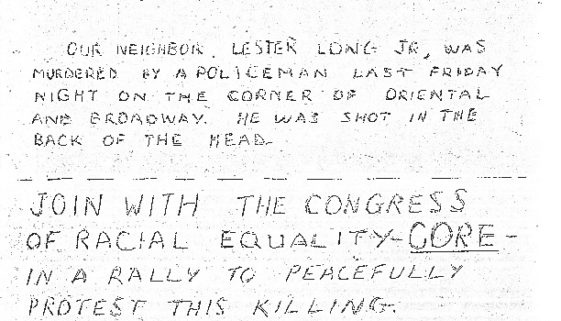 OUR NEIGHBOR, LESTER LONG JR, WAS
MURDERED BY A POLICEMAN LAST FRIDAY
NIGHT ON THE CORNER OF ORIENTAL
AND BROADWAY. HE WAS SHOT IN THE
BACK OF THE HEAD.
JOIN WITH THE CONGRESS
OF RACIAL EQUALITY-CORE-
IN A RALLY TO PEACEFULLY
PROTEST THIS KILLING.